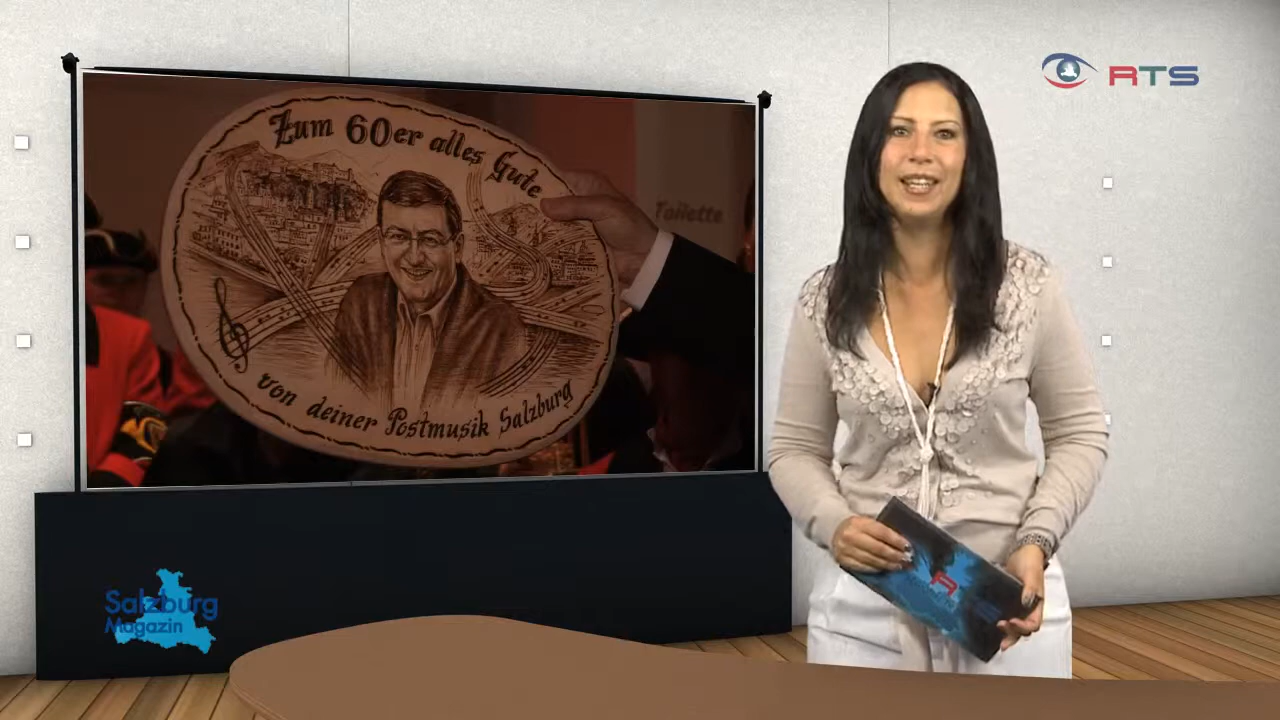 RTS
Zum 60er alles Gute
Toilette
von deiner Postmusik Salzburg
Salzburg
Magazin